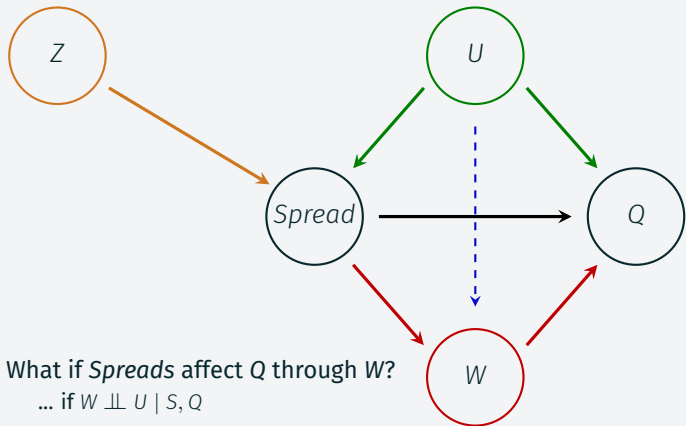 Z
U
Spread
Q
W
What if Spreads affect Q through W?
... if W ⫫ U | S, Q